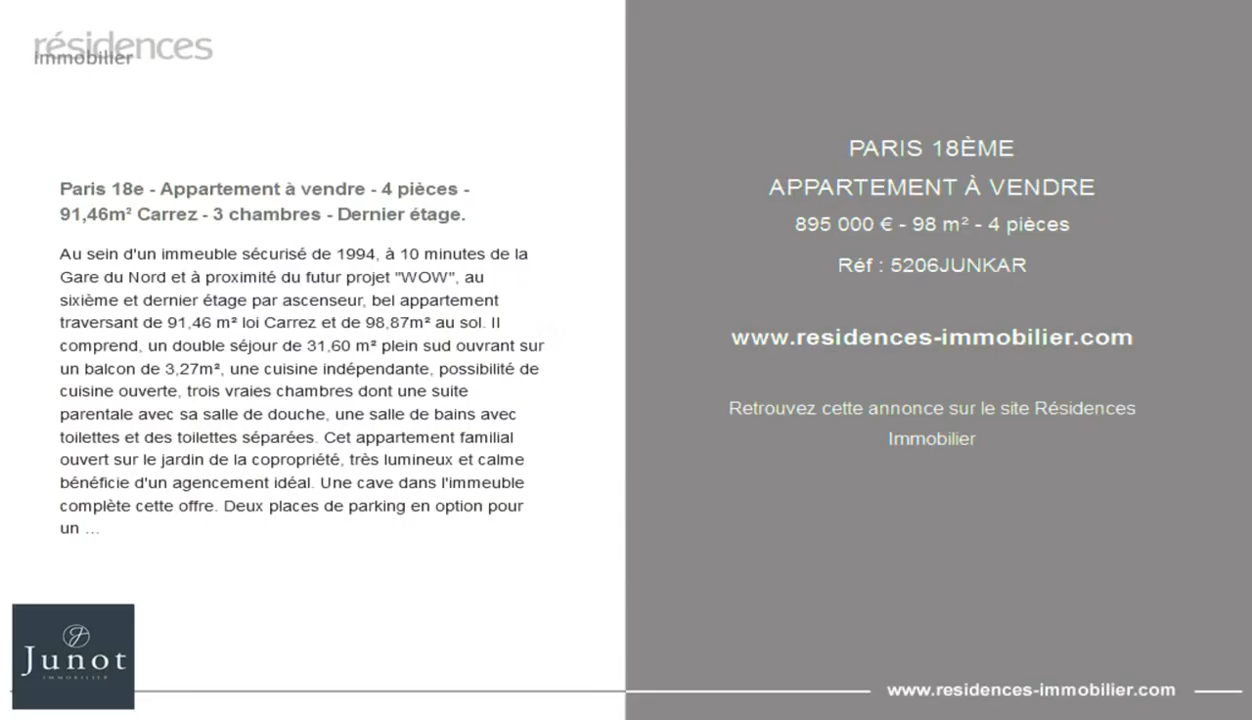 résidences
Immobilier
Paris 18e - Appartement à vendre - 4 pièces -
91,46m² Carrez - 3 chambres - Dernier étage.
Au sein d'un immeuble sécurisé de 1994, à 10 minutes de la
Gare du Nord et à proximité du futur projet "WOW", au
sixième et dernier étage par ascenseur, bel appartement
traversant de 91,46 m² loi Carrez et de 98,87m² au sol. Il
comprend, un double séjour de 31,60 m² plein sud ouvrant sur
un balcon de 3,27m², une cuisine indépendante, possibilité de
cuisine ouverte, trois vraies chambres dont une suite
parentale avec sa salle de douche, une salle de bains avec
toilettes et des toilettes séparées. Cet appartement familial
ouvert sur le jardin de la copropriété, très lumineux et calme
bénéficie d'un agencement idéal. Une cave dans l'immeuble
complète cette offre. Deux places de parking en option pour
un ...
Junot
IMMOBILIER
PARIS 18ÈME
APPARTEMENT À VENDRE
895 000 € - 98 m² - 4 pièces
Réf : 5206JUNKAR
www.residences-immobilier.com
Retrouvez cette annonce sur le site Résidences
Immobilier
www.residences-immobilier.com